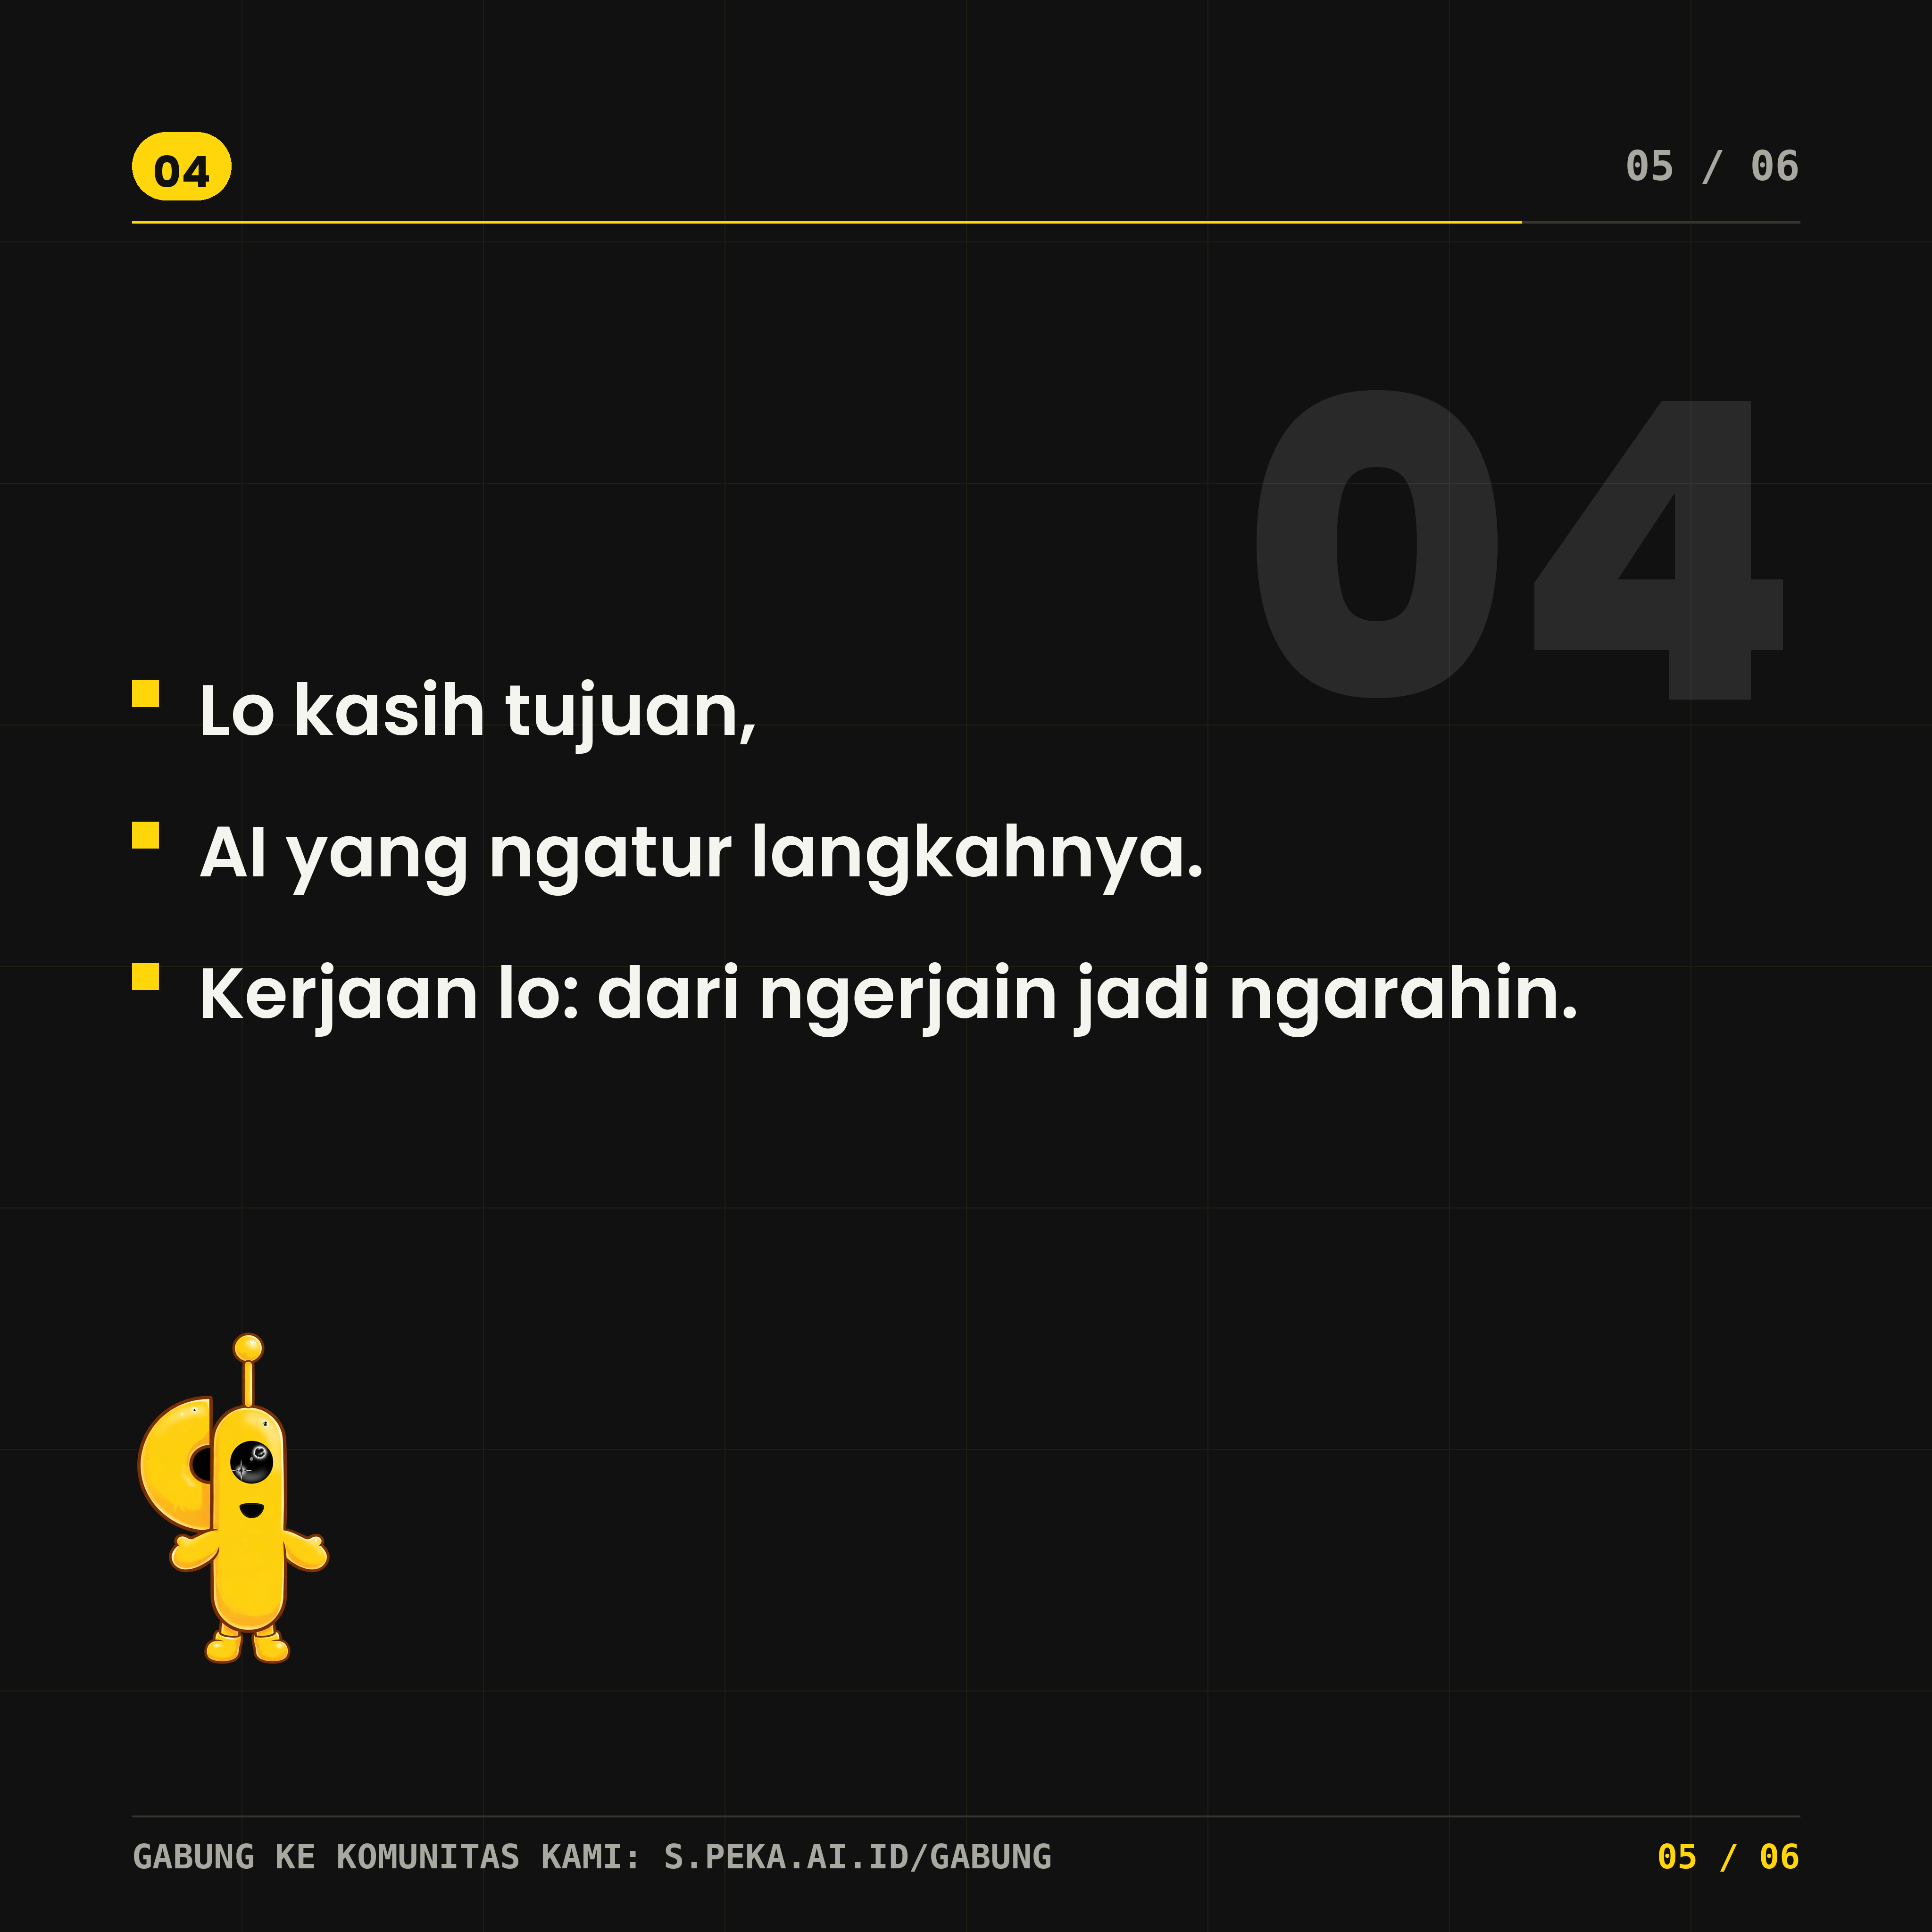 04
05 / 06
04
Lo kasih tujuan,
AI yang ngatur langkahnya.
Kerjaan lo: dari ngerjain jadi ngarahin.
GABUNG KE KOMUNITAS KAMI: S.PEKA.AI.ID/GABUNG
05 / 06